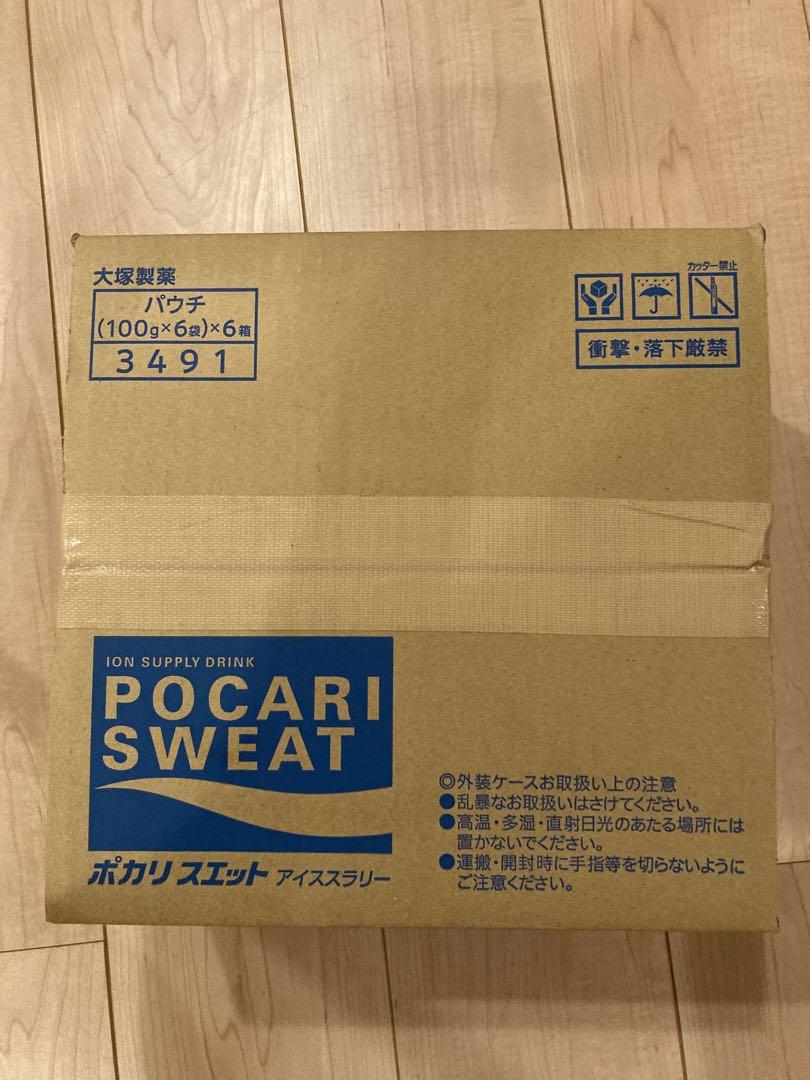 大塚製薬
パウチ
(100g×6袋)×6箱
3491
カッター禁止
衝撃・落下厳禁
ION SUPPLY DRINK
POCARI
SWEAT
ポカリスエット アイススラリー
◎外装ケースお取扱い上の注意
●乱暴なお取扱いはさけてください。
●高温・多湿・直射日光のあたる場所には
置かないでください。
●運搬・開封時に手指等を切らないように
ご注意ください。